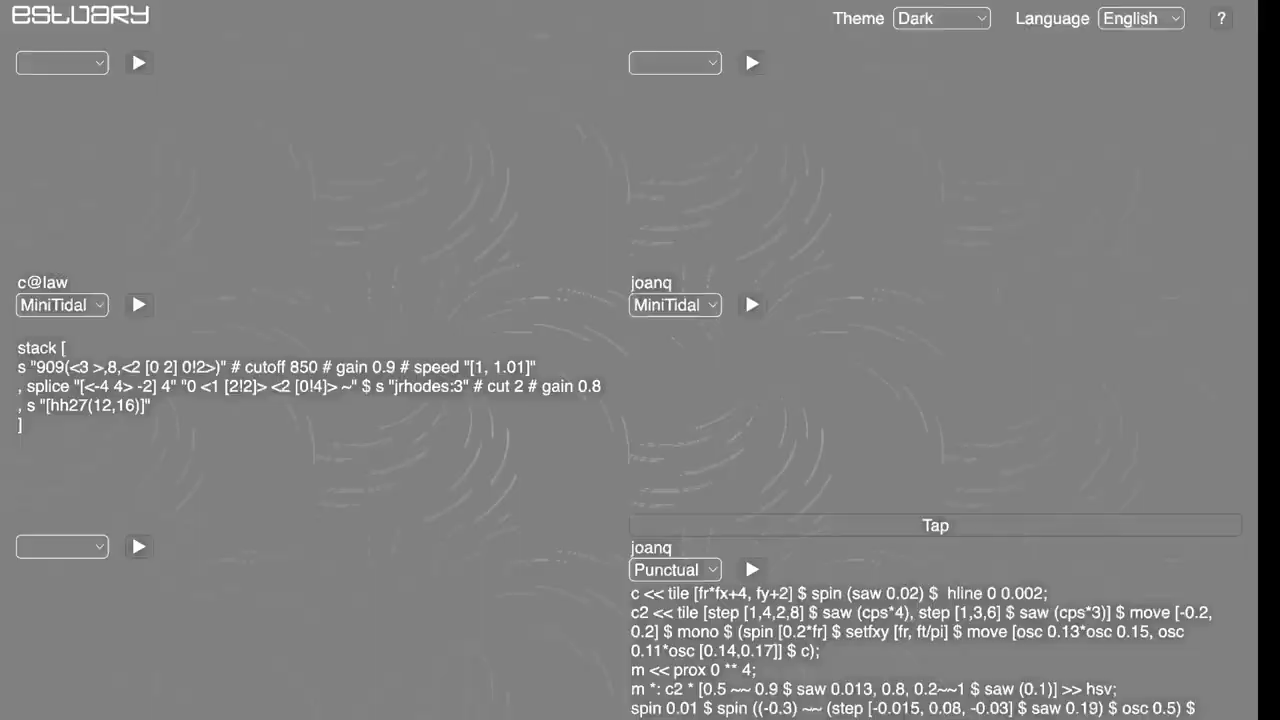 estuary
Theme Dark Language English ?
c@law
MiniTidal
stack [
s "909(<3 >,8,<2 [0 2] 0!2>)" # cutoff 850 # gain 0.9 # speed "[1, 1.01]"
, splice "[<-4 4> -2] 4" "0 <1 [2!2]> <2 [0!4]> ~" $ s "jrhodes:3" # cut 2 # gain 0.8
, s "[hh27(12,16)]"
]
joanq
MiniTidal
Tap
joanq
Punctual
c << tile [fr*fx+4, fy+2] $ spin (saw 0.02) $  hline 0 0.002;
c2 << tile [step [1,4,2,8] $ saw (cps*4), step [1,3,6] $ saw (cps*3)] $ move [-0.2,
0.2] $ mono $ (spin [0.2*fr] $ setfxy [fr, ft/pi] $ move [osc 0.13*osc 0.15, osc
0.11*osc [0.14,0.17]] $ c);
m << prox 0 ** 4;
m *: c2 * [0.5 ~~ 0.9 $ saw 0.013, 0.8, 0.2~~1 $ saw (0.1)] >> hsv;
spin 0.01 $ spin ((-0.3) ~~ (step [-0.015, 0.08, -0.03] $ saw 0.19) $ osc 0.5) $